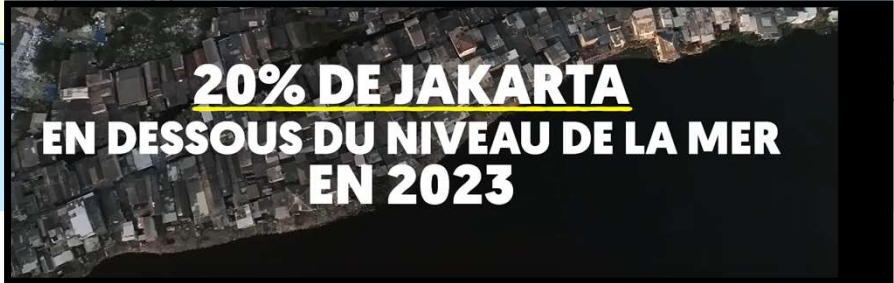 20% DE JAKARTA
EN DESSOUS DU NIVEAU DE LA MER
EN 2023